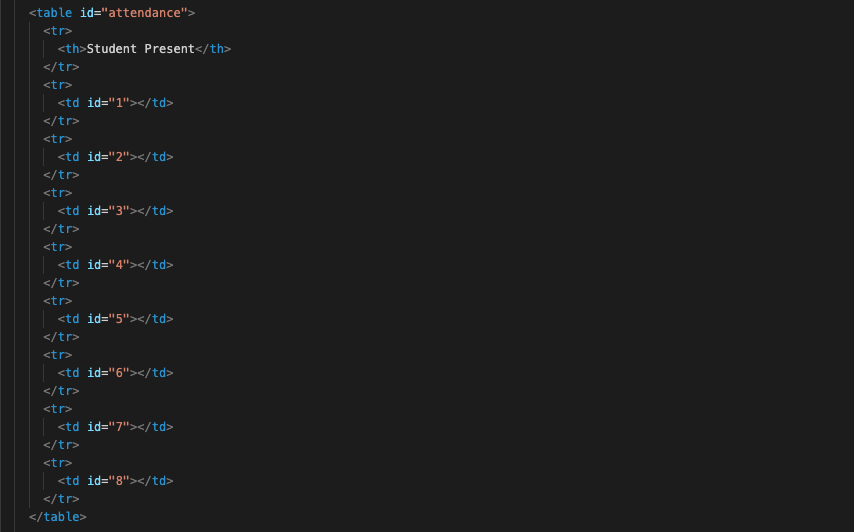 <table id="attendance">
<tr>
<th>Student Present</th>
</tr>
<tr>
<td id="1"></td>
</tr>
<tr>
<td id="2"></td>
</tr>
<tr>
<td id="3"></td>
</tr>
<tr>
<td id="4"></td>
</tr>
<tr>
<td id="5"></td>
</tr>
<tr>
<td id="6"></td>
</tr>
<tr>
<td id="7"></td>
</tr>
<tr>
<td id="8"></td>
</tr>
</table>